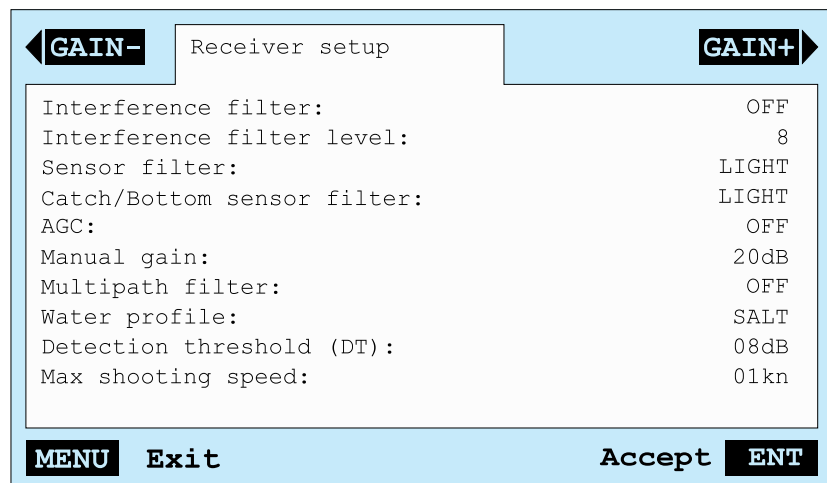 GAIN- Receiver setup GAIN+
Interference filter: OFF
Interference filter level: 8
Sensor filter: LIGHT
Catch/Bottom sensor filter: LIGHT
AGC: OFF
Manual gain: 20dB
Multipath filter: OFF
Water profile: SALT
Detection threshold (DT): 08dB
Max shooting speed: 01kn
MENU Exit Accept ENT